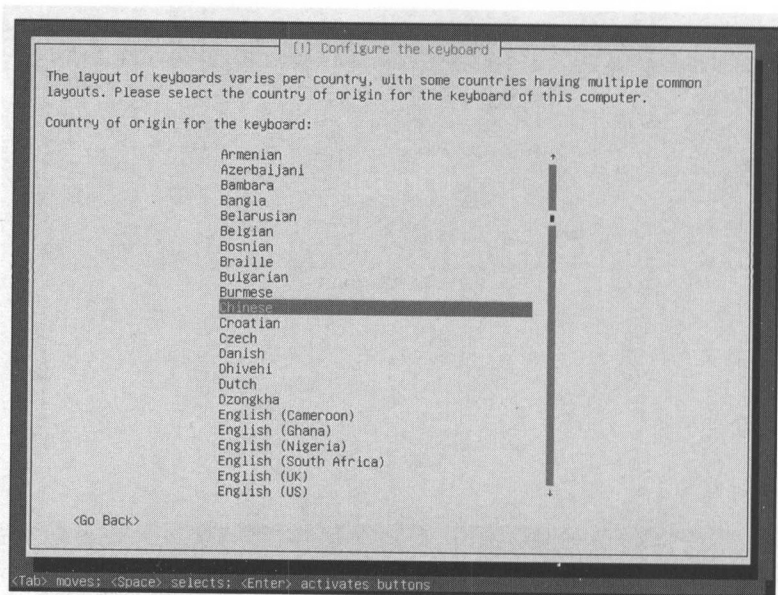 [!] Configure the keyboard
The layout of keyboards varies per country, with some countries having multiple common
layouts. Please select the country of origin for the keyboard of this computer.
Country of origin for the keyboard:
Armenian
Azerbaijani
Bambara
Bangla
Belarusian
Belgian
Bosnian
Braille
Bulgarian
Burmese
Chinese
Croatian
Czech
Danish
Dhivehi
Dutch
Dzongkha
English (Cameroon)
English (Ghana)
English (Nigeria)
English (South Africa)
English (UK)
English (US)
<Go Back>
<Tab> moves; <Space> selects; <Enter> activates buttons